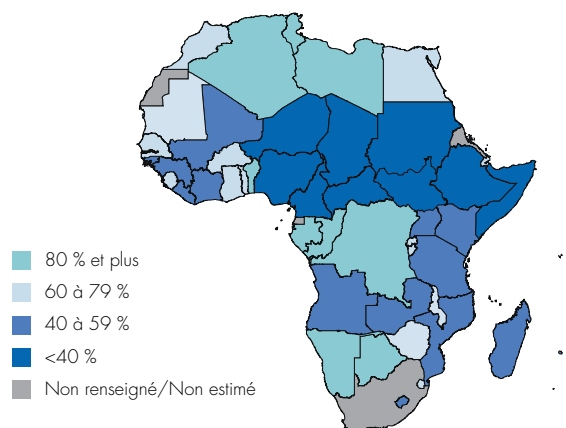 80 % et plus
60 à 79 %
40 à 59 %
<40 %
Non renseigné/Non estimé